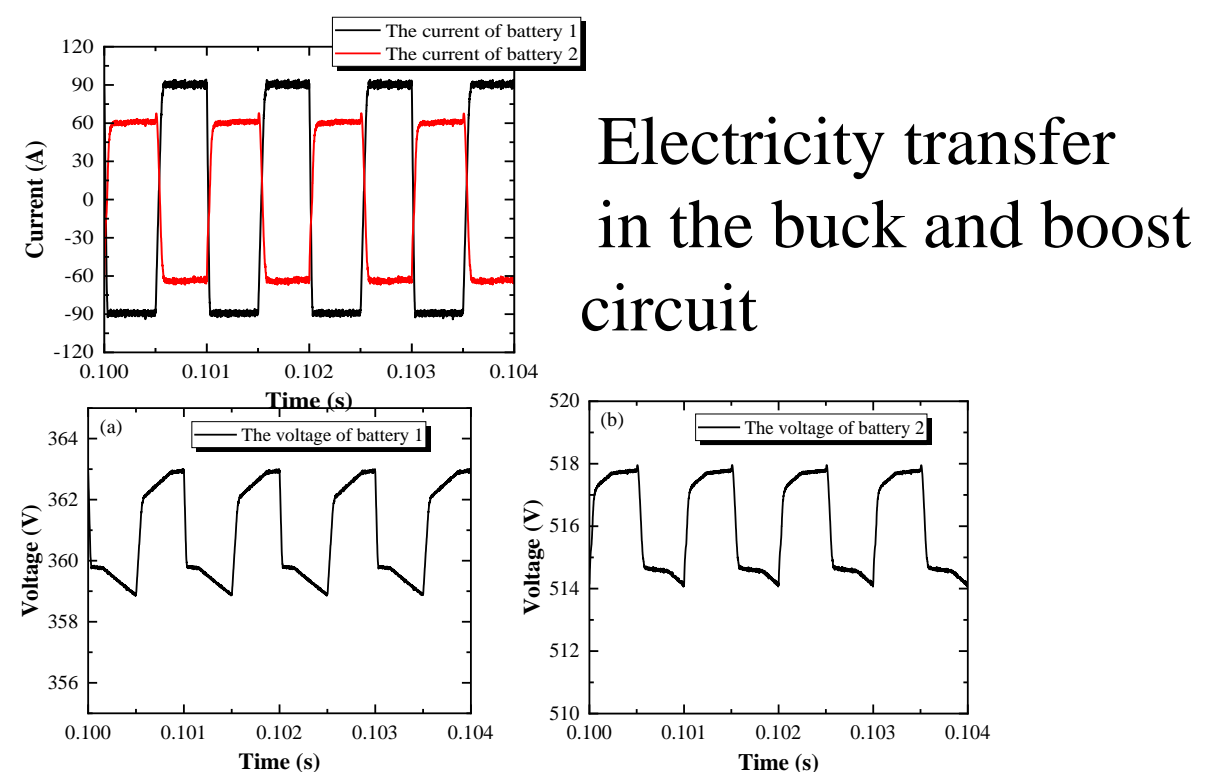 The current of battery 1
The current of battery 2
120
90
60
30
0
-30
-60
-90
-120
Current (A)
0.100 0.101 0.102 0.103 0.104
Time (s)
Electricity transfer
in the buck and boost
circuit
(a)
The voltage of battery 1
364
362
360
358
356
Voltage (V)
0.100 0.101 0.102 0.103 0.104
Time (s)
(b)
The voltage of battery 2
520
518
516
514
512
510
Voltage (V)
0.100 0.101 0.102 0.103 0.104
Time (s)